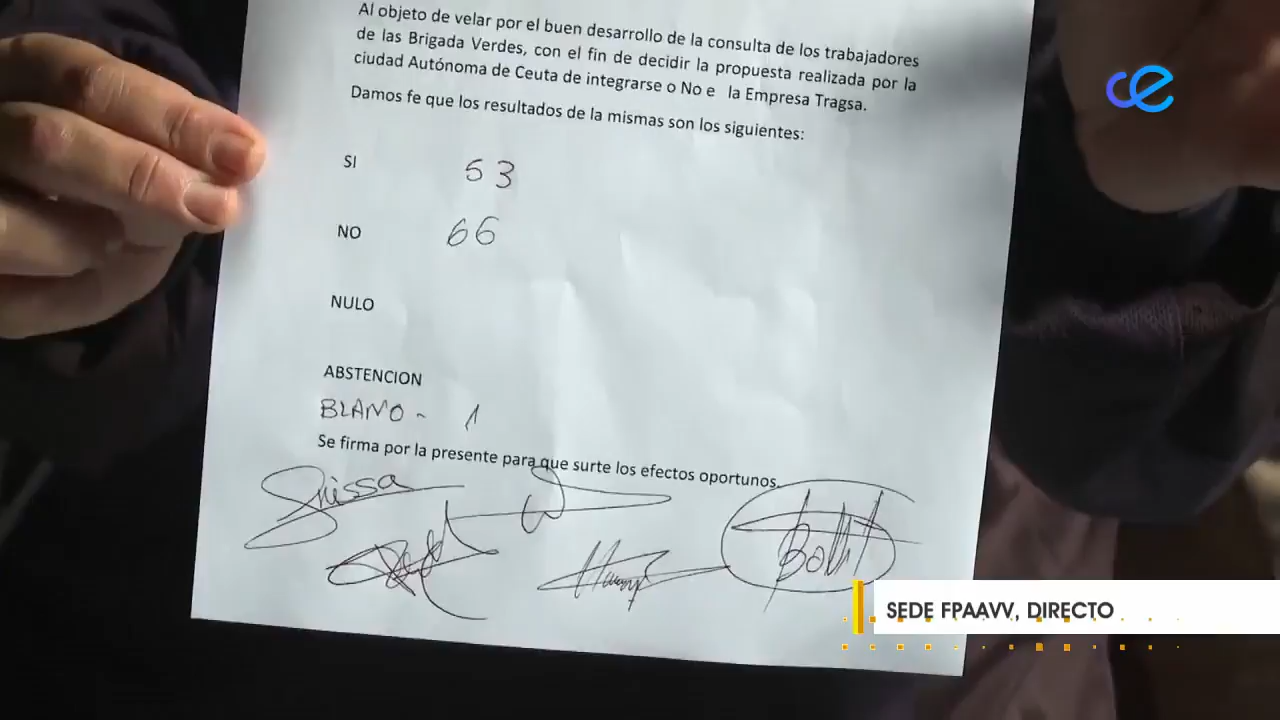 Al objeto de velar por el buen desarrollo de la consulta de los trabajadores
de las Brigada Verdes, con el fin de decidir la propuesta realizada por la
ciudad Autónoma de Ceuta de integrarse o No e la Empresa Tragsa.
Damos fe que los resultados de la mismas son los siguientes:
SI 53
NO 66
NULO
ABSTENCION
BLANO - 1
Se firma por la presente para que surte los efectos oportunos.
ce
SEDE FPAAVV, DIRECTO